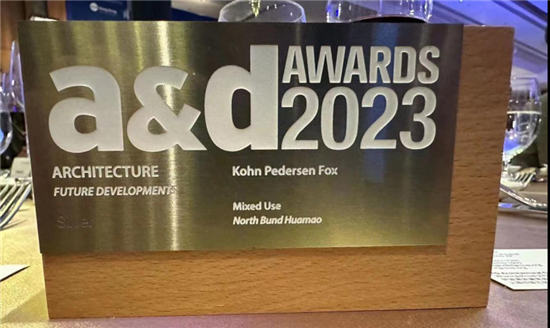 a&d AWARDS
2023
ARCHITECTURE
FUTURE DEVELOPMENTS
Kohn Pedersen Fox
Mixed Use
North Bund Huamao